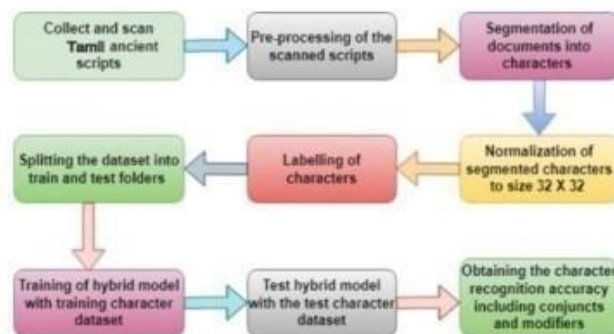 Collect and scan
Tamil ancient
scripts
Pre-processing of the
scanned scripts
Segmentation of
documents into
characters
Normalization of
segmented characters
to size 32 X 32
Labelling of
characters
Splitting the dataset into
train and test folders
Training of hybrid model
with training character
dataset
Test hybrid model
with the test character
dataset
Obtaining the character
recognition accuracy
including conjuncts
and modifiers